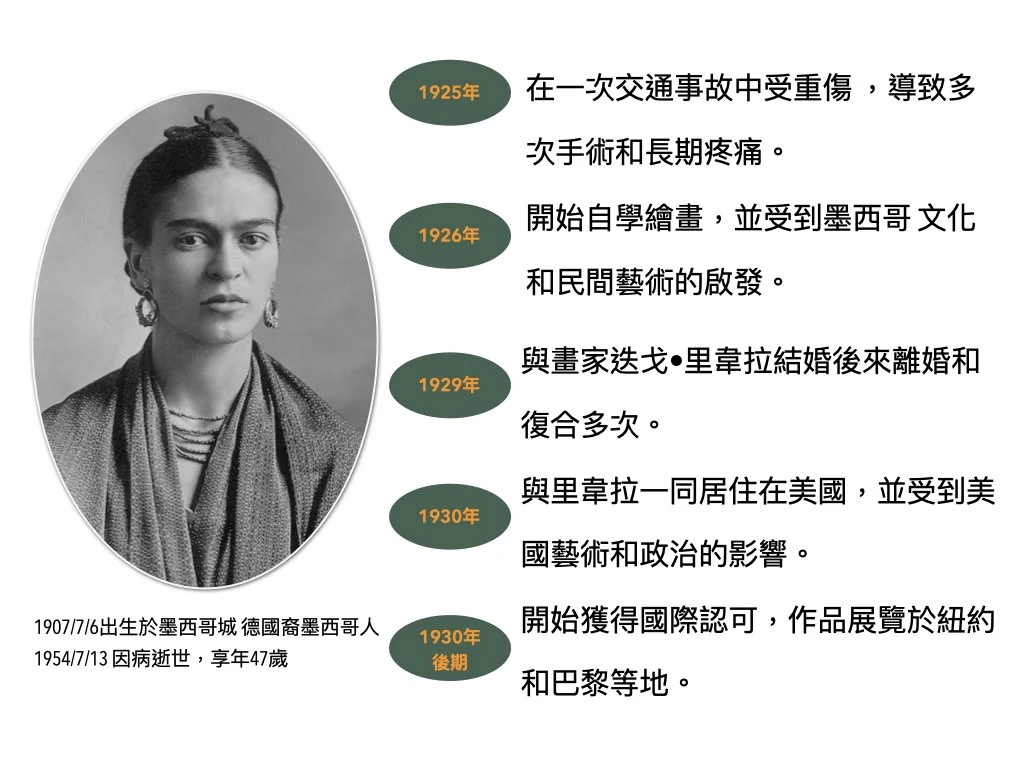 1925年
在一次交通事故中受重傷 ，導致多
次手術和長期疼痛。
1926年
開始自學繪畫，並受到墨西哥 文化
和民間藝術的啟發。
1929年
與畫家迭戈•里韋拉結婚後來離婚和
復合多次。
1930年
與里韋拉一同居住在美國，並受到美
國藝術和政治的影響。
1930年
後期
開始獲得國際認可，作品展覽於紐約
和巴黎等地。
1907/7/6出生於墨西哥城 德國裔墨西哥人
1954/7/13 因病逝世，享年47歲